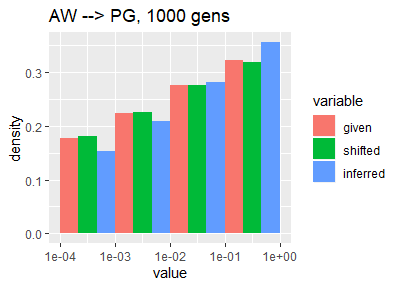 AW --> PG, 1000 gens
density
0.3
0.2
0.1
0.0
1e-04 1e-03 1e-02 1e-01 1e+00
value
variable
given
shifted
inferred